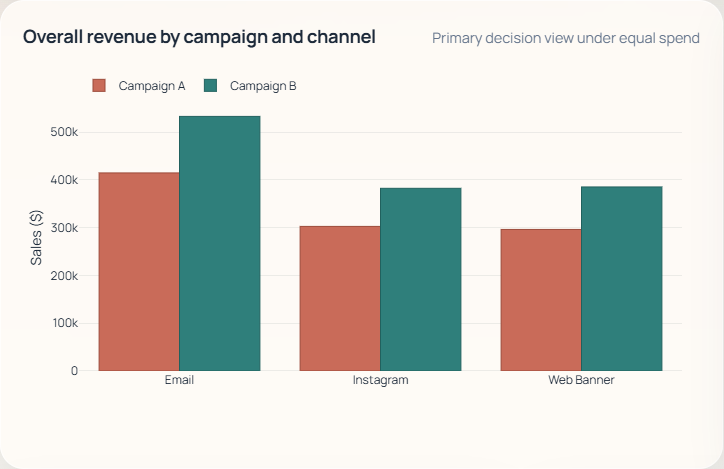 Overall revenue by campaign and channel
Primary decision view under equal spend
Campaign A
Campaign B
Sales ($)
500k
400k
300k
200k
100k
0
Email
Instagram
Web Banner